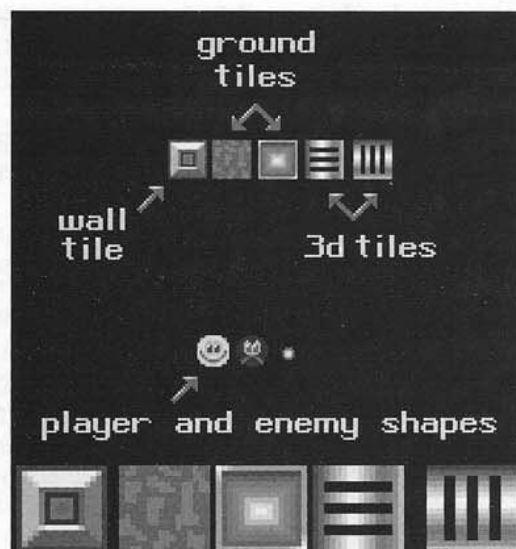 ground
tiles
wall
tile
3d tiles
player and enemy shapes